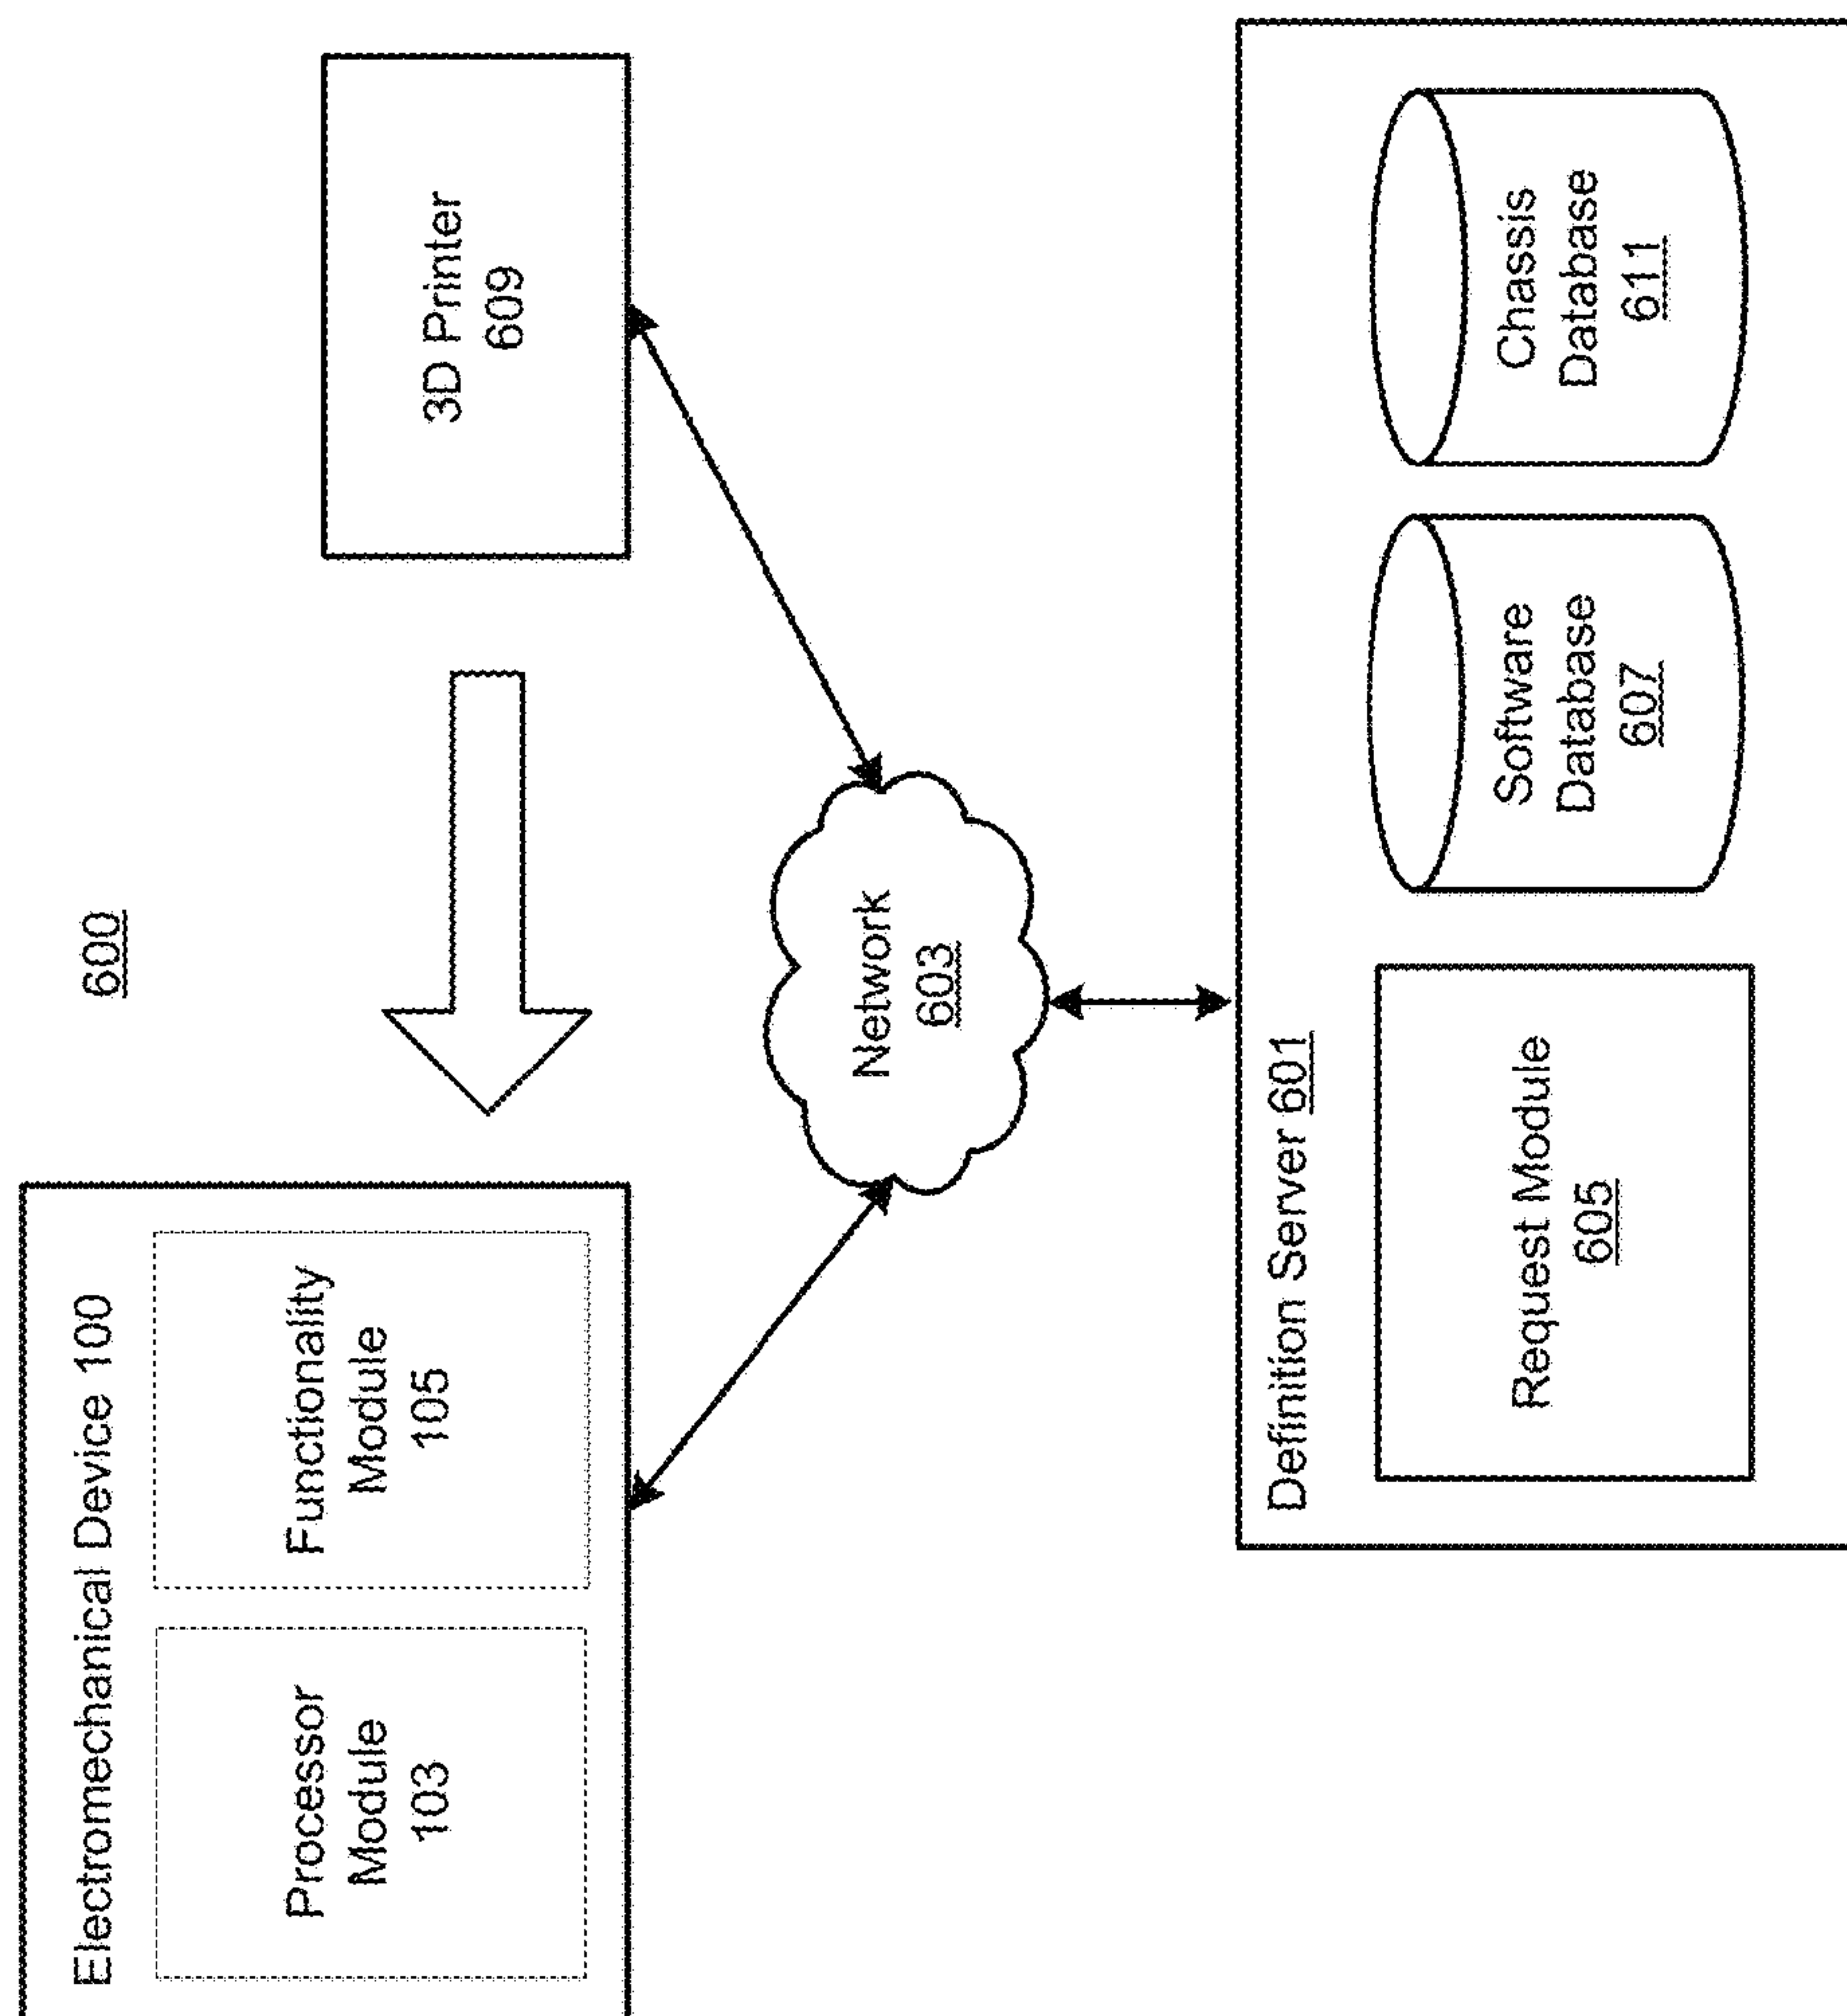 600
Electromechanical Device 100
Processor
Module
103
Functionality
Module
105
3D Printer
609
Network
603
Definition Server 601
Request Module
605
Software
Database
607
Chassis
Database
611